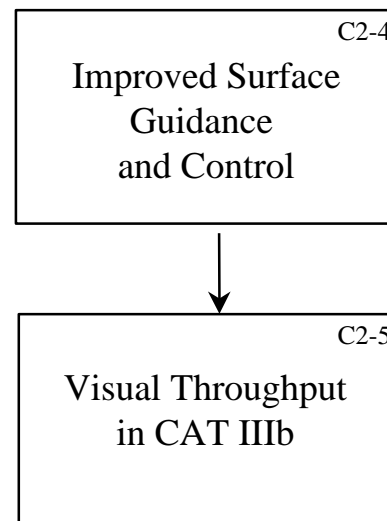 C2-4
Improved Surface
Guidance
and Control
C2-5
Visual Throughput
in CAT IIIb